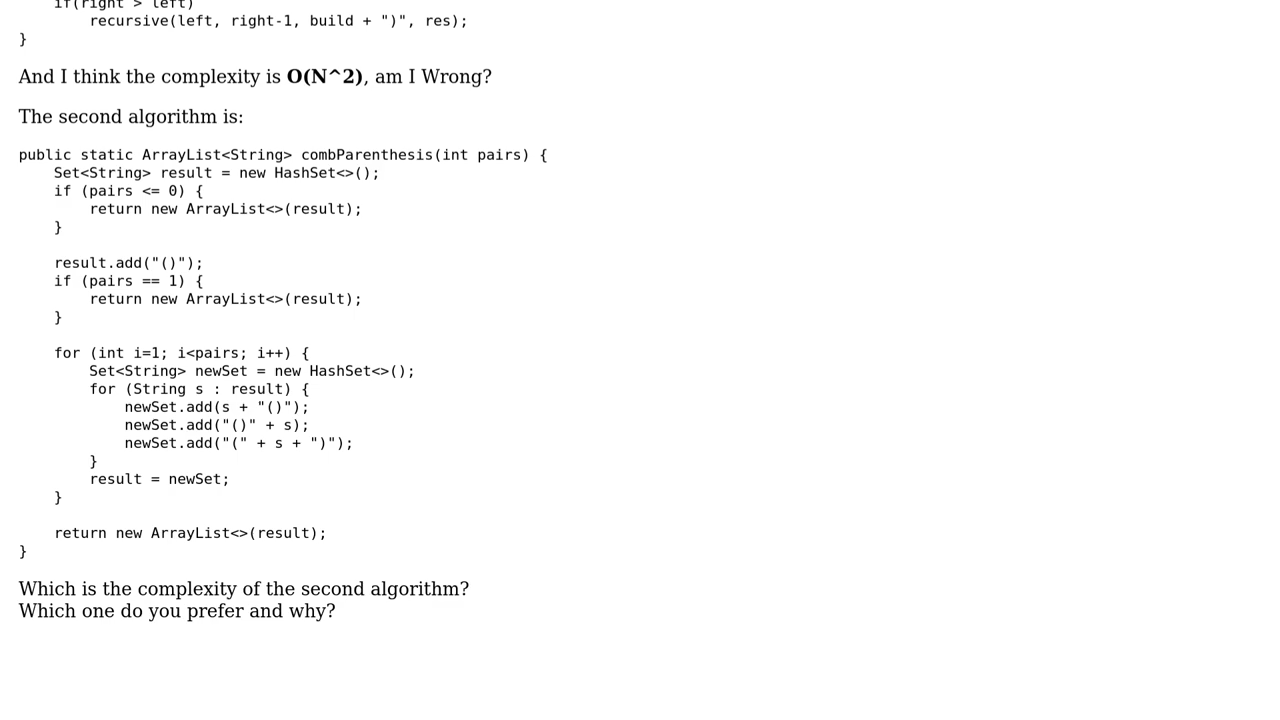 if(right > left)
        recursive(left, right-1, build + ")", res);
}
And I think the complexity is O(N^2), am I Wrong?
The second algorithm is:
public static ArrayList<String> combParenthesis(int pairs) {
    Set<String> result = new HashSet<>();
    if (pairs <= 0) {
        return new ArrayList<>(result);
    }
    result.add("()");
    if (pairs == 1) {
        return new ArrayList<>(result);
    }
    for (int i=1; i<pairs; i++) {
        Set<String> newSet = new HashSet<>();
        for (String s : result) {
            newSet.add(s + "()");
            newSet.add("()" + s);
            newSet.add("(" + s + ")");
        }
        result = newSet;
    }
    return new ArrayList<>(result);
}
Which is the complexity of the second algorithm?
Which one do you prefer and why?